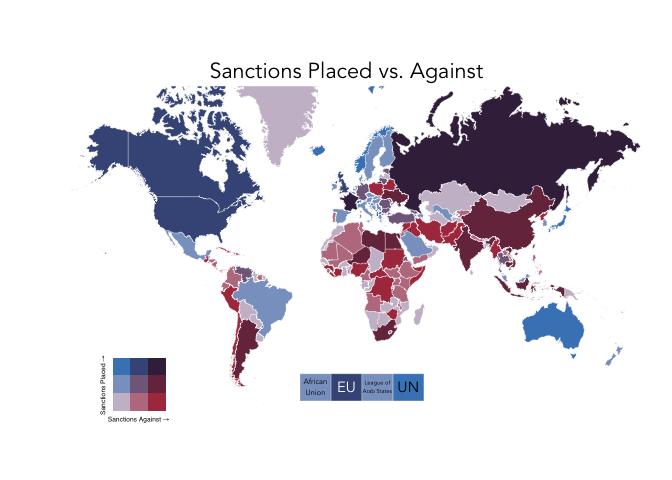 Sanctions Placed vs. Against
Sanctions Placed →
Sanctions Against →
African
Union
EU
League of
Arab States
UN